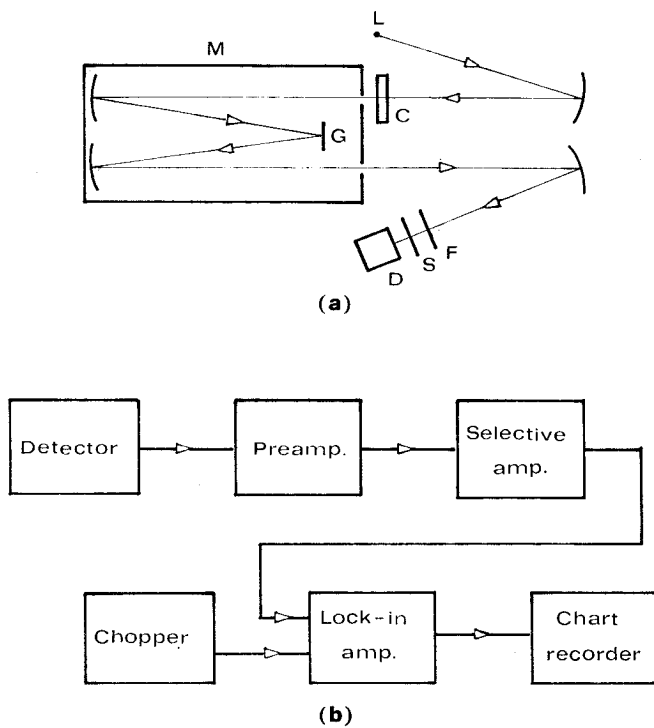 L
M
C
G
F
S
D
(a)
Detector
Preamp.
Selective
amp.
Chopper
Lock-in
amp.
Chart
recorder
(b)